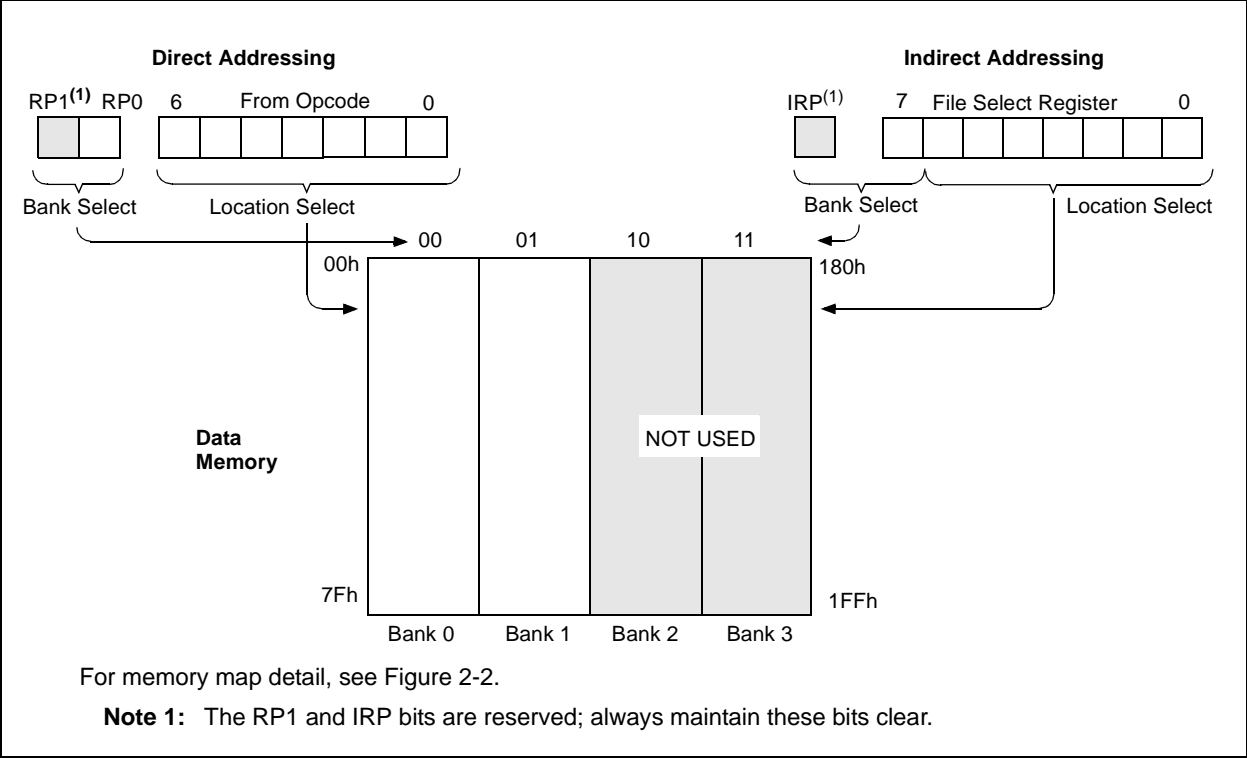 Direct Addressing
Indirect Addressing
RP1(1) RP0 6 From Opcode 0
IRP(1) 7 File Select Register 0
Bank Select Location Select
Bank Select Location Select
00 01 10 11
00h 180h
NOT USED
Data
Memory
7Fh 1FFh
Bank 0 Bank 1 Bank 2 Bank 3
For memory map detail, see Figure 2-2.
Note 1: The RP1 and IRP bits are reserved; always maintain these bits clear.